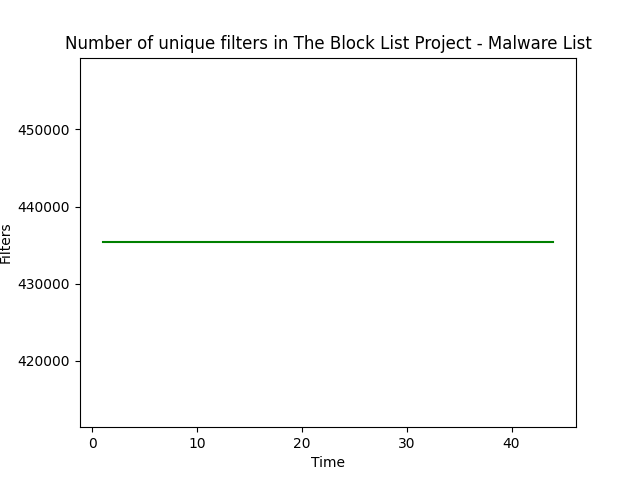 Number of unique filters in The Block List Project - Malware List
450000
440000
430000
420000
Filters
0 10 20 30 40
Time